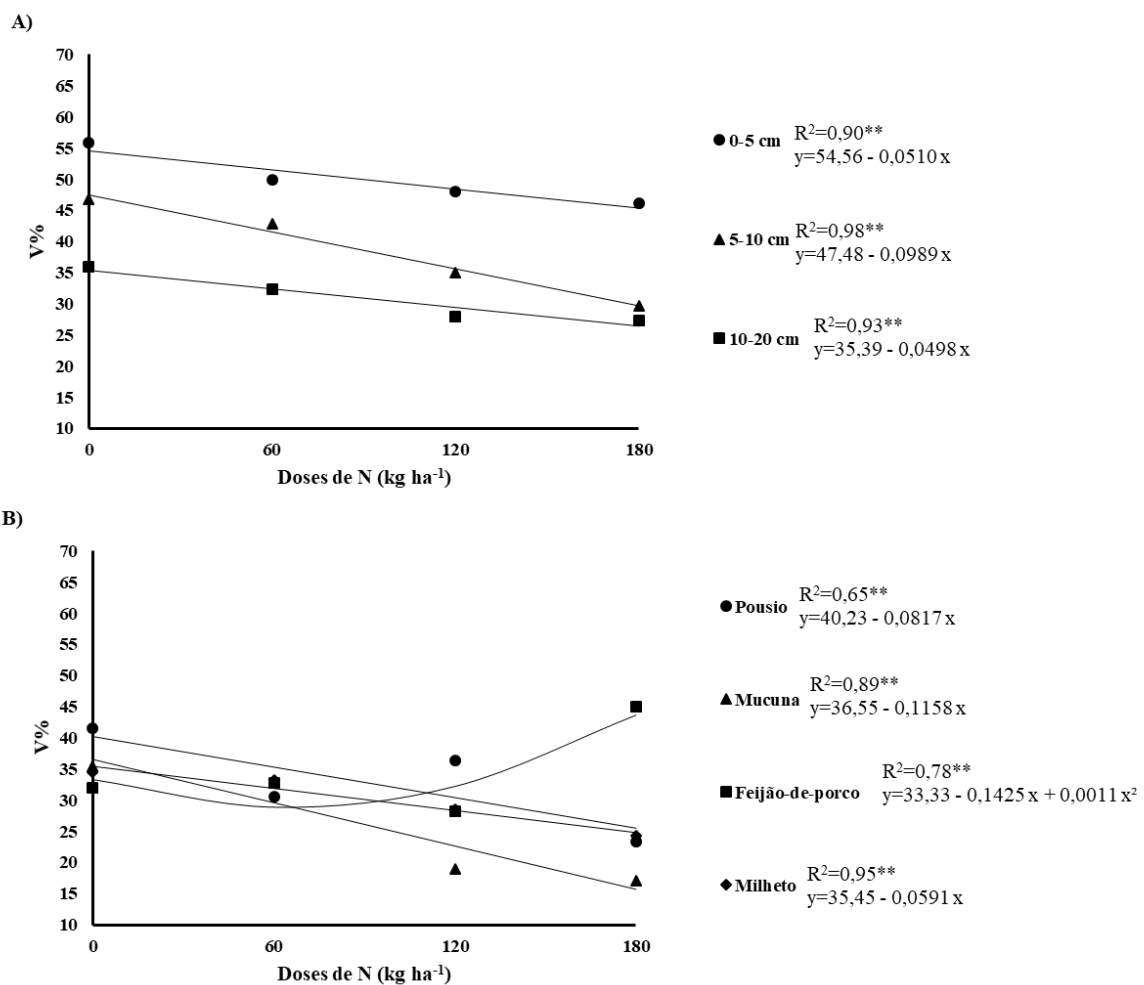 A)
70
65
60
55
50
45
40
35
30
25
20
15
10
V%
0 60 120 180
Doses de N (kg ha⁻¹)
0-5 cm R²=0,90**
y=54,56 - 0,0510 x
5-10 cm R²=0,98**
y=47,48 - 0,0989 x
10-20 cm R²=0,93**
y=35,39 - 0,0498 x
B)
70
65
60
55
50
45
40
35
30
25
20
15
10
V%
0 60 120 180
Doses de N (kg ha⁻¹)
Pousio R²=0,65**
y=40,23 - 0,0817 x
Mucuna R²=0,89**
y=36,55 - 0,1158 x
Feijão-de-porco R²=0,78**
y=33,33 - 0,1425 x + 0,0011 x²
Milheto R²=0,95**
y=35,45 - 0,0591 x